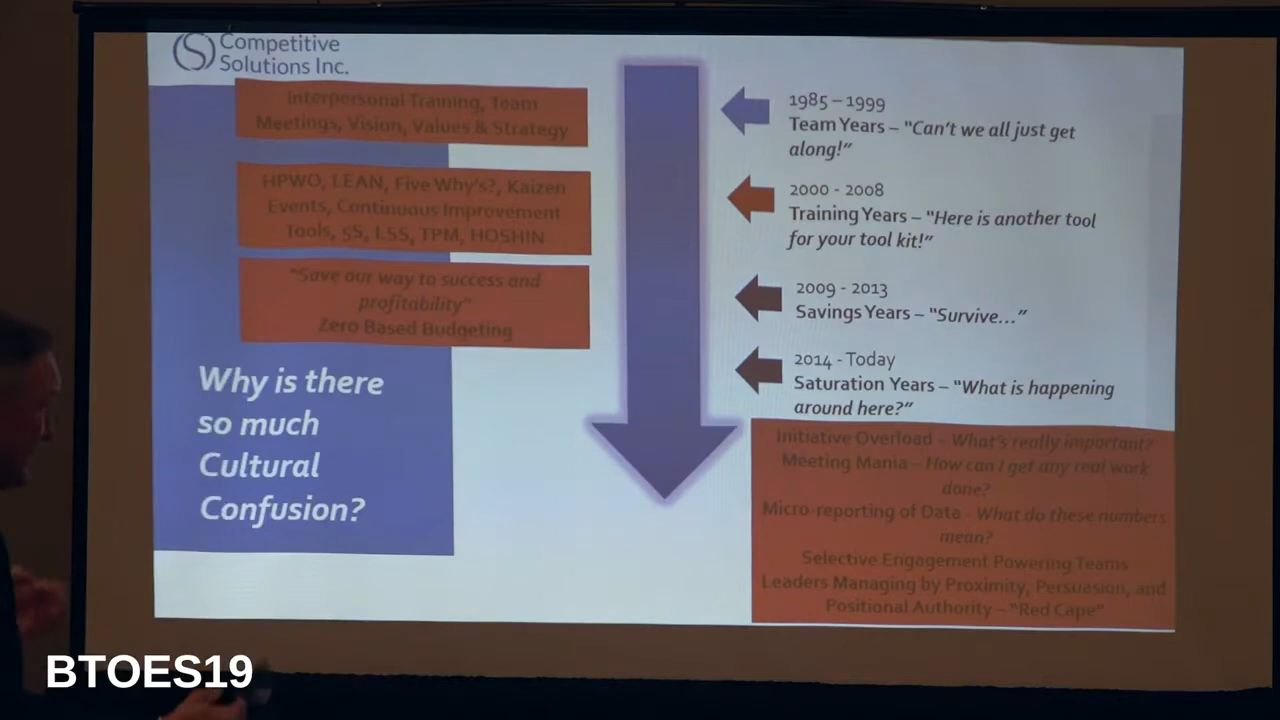 Competitive
Solutions Inc.
Interpersonal Training, Team
Meetings, Vision, Values & Strategy
HPWO, LEAN, Five Why's?, Kaizen
Events, Continuous Improvement
Tools, 5S, LSS, TPM, HOSHIN
"Save our way to success and
profitability"
Zero Based Budgeting
Why is there
so much
Cultural
Confusion?
1985 – 1999
Team Years – "Can't we all just get
along!"
2000 - 2008
Training Years – "Here is another tool
for your tool kit!"
2009 - 2013
Savings Years – "Survive..."
2014 - Today
Saturation Years – "What is happening
around here?"
Initiative Overload – What's really important?
Meeting Mania – How can I get any real work
done?
Micro-reporting of Data - What do these numbers
mean?
Selective Engagement Powering Teams
Leaders Managing by Proximity, Persuasion, and
Positional Authority – "Red Cape"
BTOES19